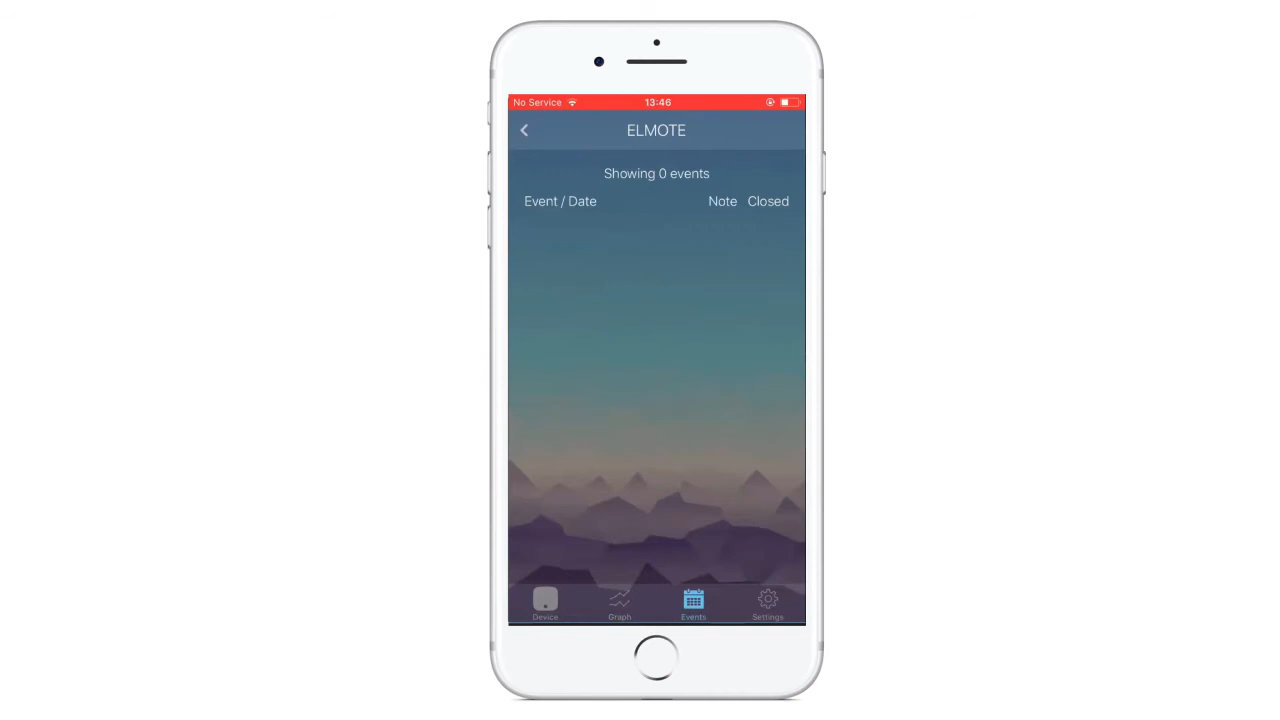 No Service 13:46
ELMOTE
Showing 0 events
Event / Date Note Closed
Device Graph Events Settings